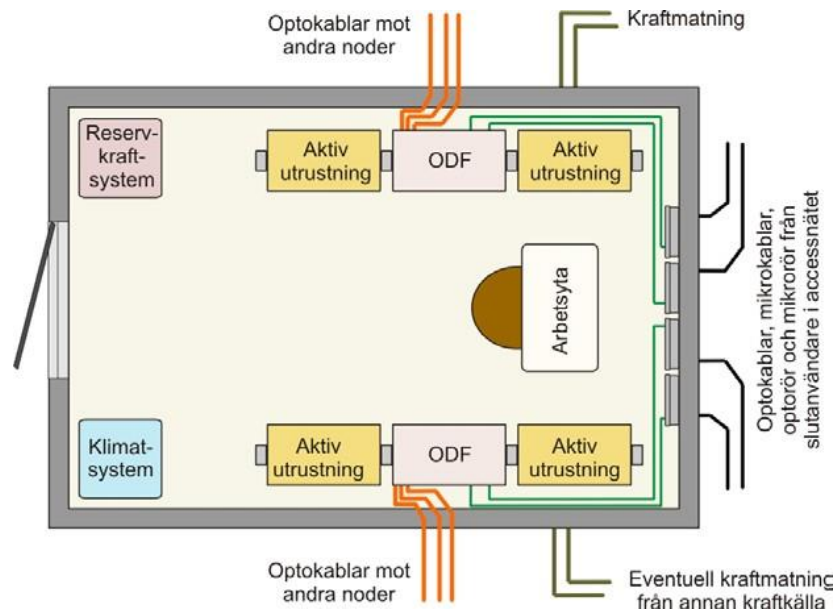 Optokablar mot
andra noder
Kraftmatning
Reserv-
kraft-
system
Aktiv
utrustning
ODF
Aktiv
utrustning
Arbetsyta
Optokablar, mikrokablar,
optorör och mikrorör från
slutanvändare i accessnätet
Klimat-
system
Aktiv
utrustning
ODF
Aktiv
utrustning
Optokablar mot
andra noder
Eventuell kraftmatning
från annan kraftkälla